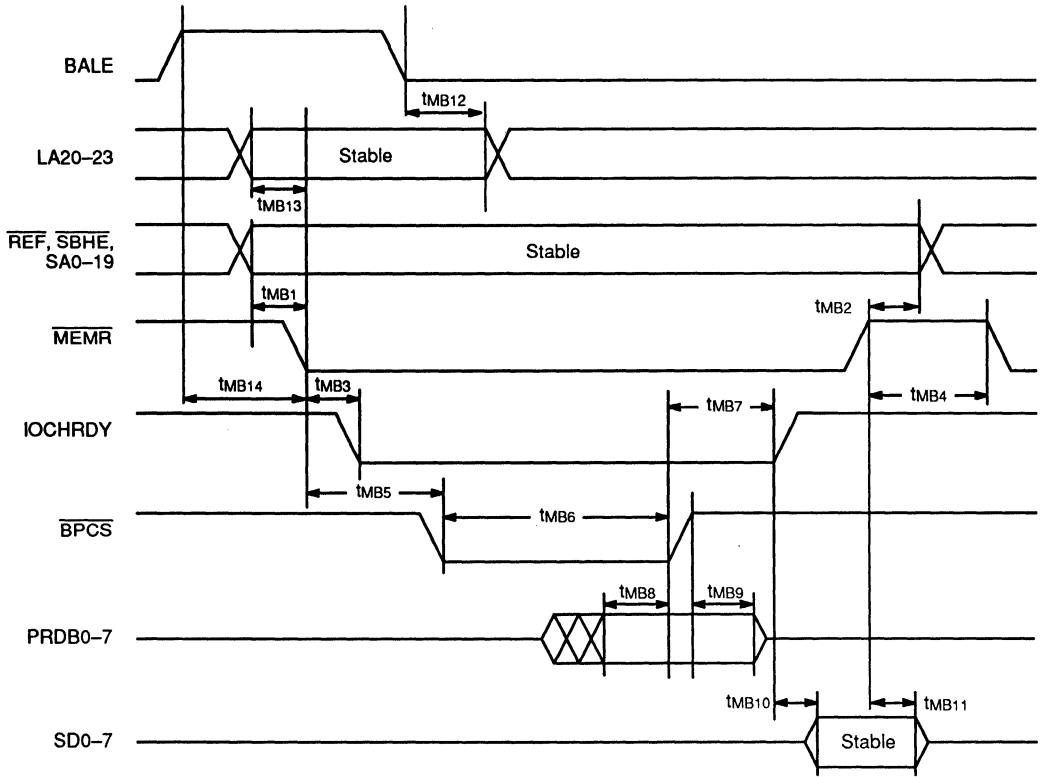 BALE
tMB12
LA20–23
Stable
tMB13
REF, SBHE,
SA0–19
Stable
tMB1
tMB2
MEMR
tMB14
tMB3
tMB7
tMB4
IOCHRDY
tMB5
tMB6
BPCS
tMB8
tMB9
PRDB0–7
tMB10
tMB11
SD0–7
Stable